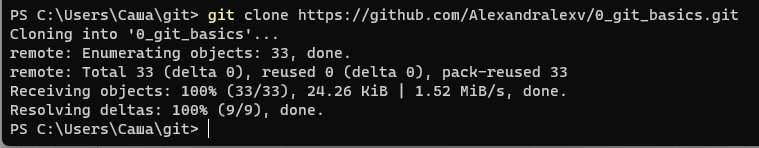 PS C:\Users\Саша\git> git clone https://github.com/Alexandralexv/0_git_basics.git
Cloning into '0_git_basics'...
remote: Enumerating objects: 33, done.
remote: Total 33 (delta 0), reused 0 (delta 0), pack-reused 33
Receiving objects: 100% (33/33), 24.26 KiB | 1.52 MiB/s, done.
Resolving deltas: 100% (9/9), done.
PS C:\Users\Саша\git>